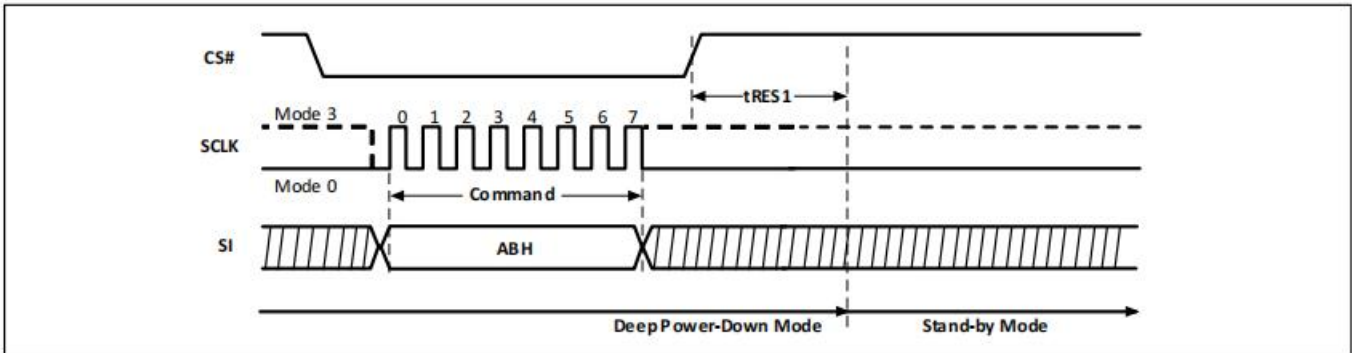 CS#
tRES1
Mode 3
0 1 2 3 4 5 6 7
SCLK
Mode 0
Command
SI
ABH
Deep Power-Down Mode
Stand-by Mode